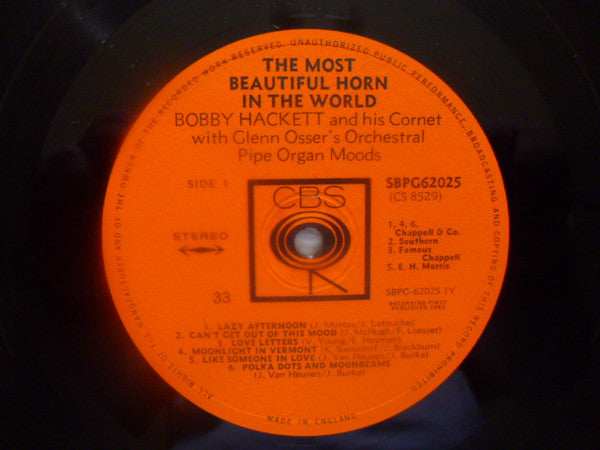 ALL RIGHTS OF THE MANUFACTURER AND OF THE OWNER OF THE RECORDED WORK RESERVED. UNAUTHORIZED PUBLIC PERFORMANCE, BROADCASTING AND COPYING OF THIS RECORD PROHIBITED
THE MOST
BEAUTIFUL HORN
IN THE WORLD
BOBBY HACKETT and his Cornet
with Glenn Osser's Orchestral
Pipe Organ Moods
SIDE 1
CBS
SBPG62025
(CS 8529)
STEREO
1. 4. 6.
Chappell & Co.
2. Southern
3. Famous
Chappell
5. E. H. Morris
33
SBPG-62025 1Y
RECORDING FIRST
PUBLISHED 1962
1. LAZY AFTERNOON (J. Moross/J. Latouche)
2. CAN'T GET OUT OF THIS MOOD (J. McHugh/F. Loesser)
3. LOVE LETTERS (V. Young/E. Heyman)
4. MOONLIGHT IN VERMONT (K. Suessdorf/J. Blackburn)
5. LIKE SOMEONE IN LOVE (J. Van Heusen/J. Burke)
6. POLKA DOTS AND MOONBEAMS
(J. Van Heusen/J. Burke)
MADE IN ENGLAND